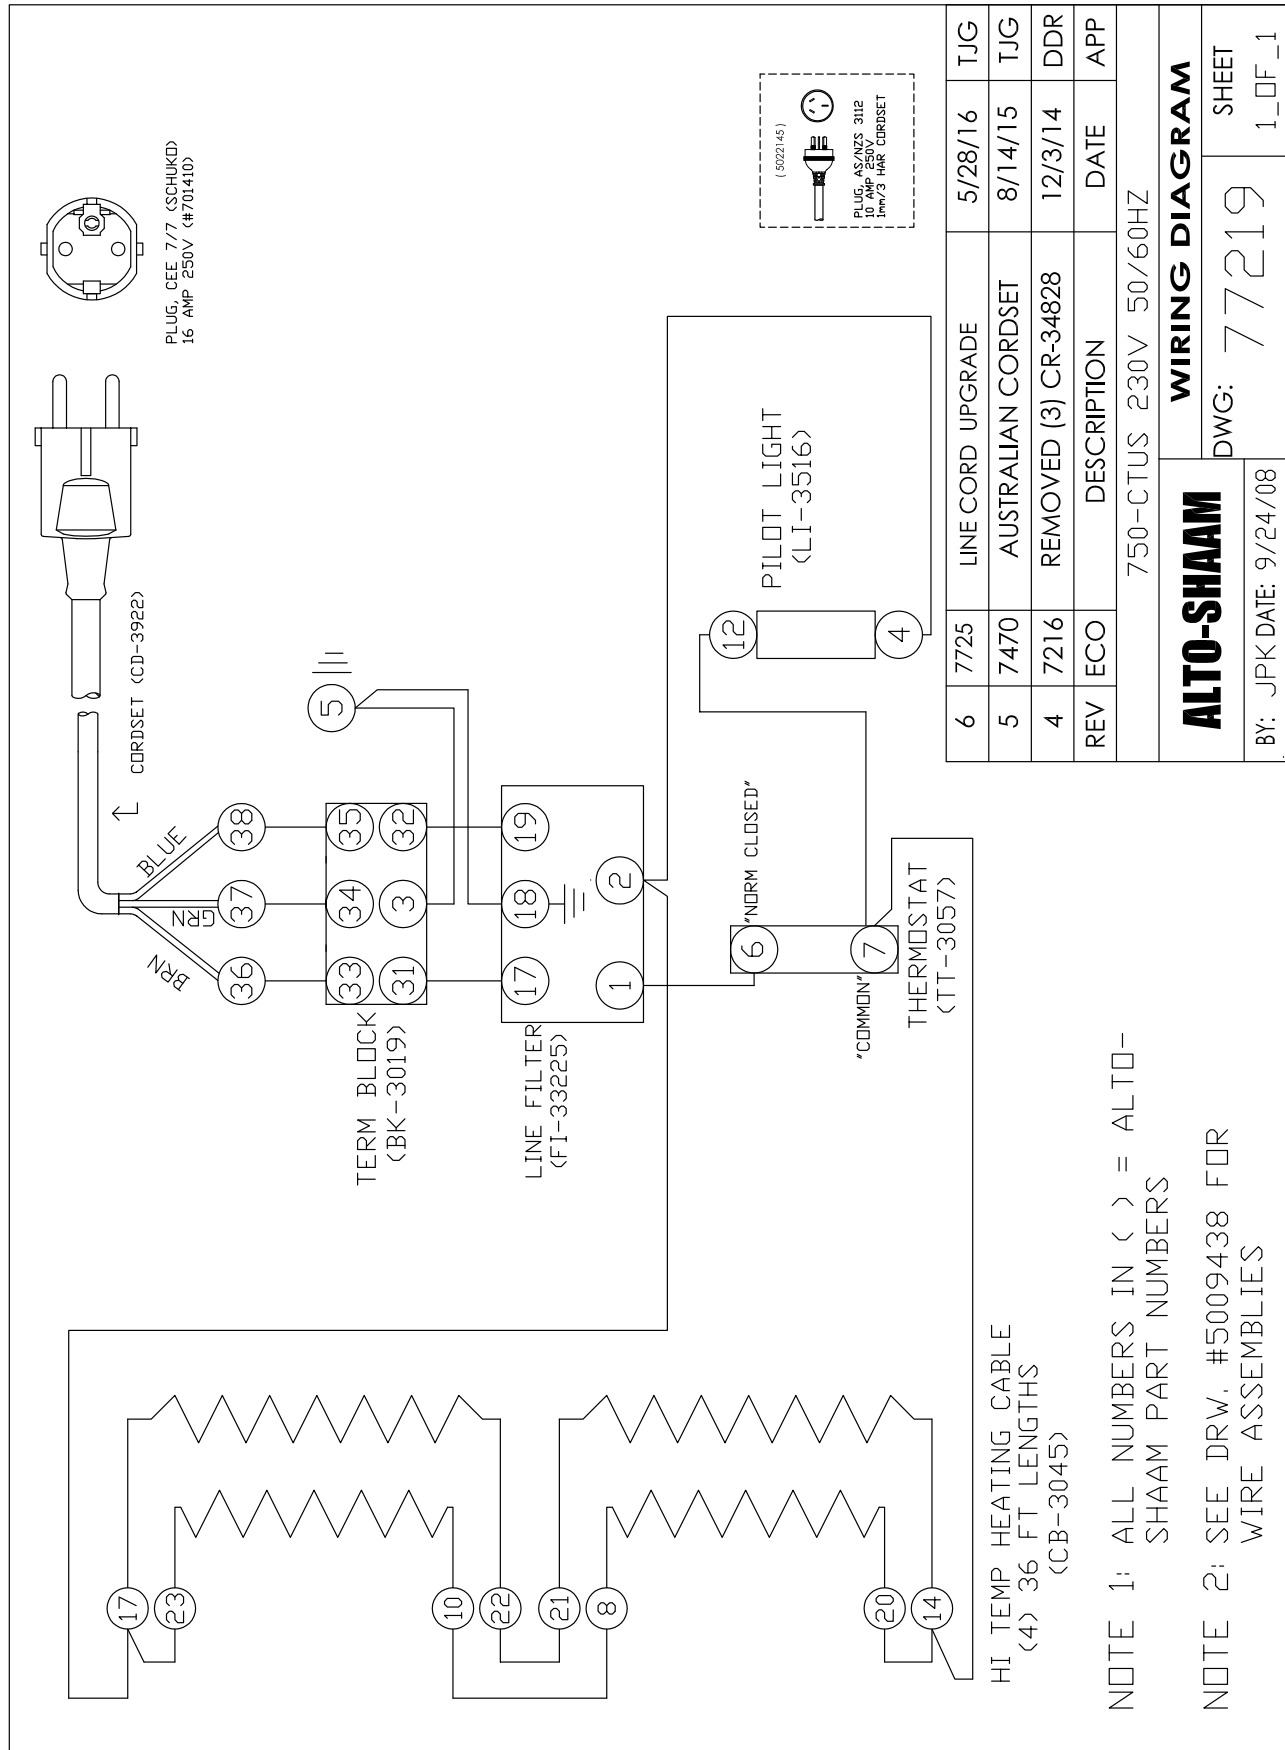 PLUG, CEE 7/7 (SCHUKO)
16 AMP 250V (#701410)
CORDSET (CD-3922)
BRN
GRN
BLUE
36
37
38
33
34
35
31
3
32
TERM BLOCK
(BK-3019)
5
17
18
19
1
2
LINE FILTER
(FI-33225)
6
"NORM CLOSED"
"COMMON"
7
THERMOSTAT
(TT-3057)
12
4
PILOT LIGHT
(LI-3516)
( 5022145 )
PLUG, AS/NZS 3112
10 AMP 250V
1mm/3 HAR CORDSET
17
23
10
22
21
8
20
14
HI TEMP HEATING CABLE
(4) 36 FT LENGTHS
(CB-3045)
NOTE 1: ALL NUMBERS IN ( ) = ALTO-
SHAAM PART NUMBERS
NOTE 2: SEE DRW. #5009438 FOR
WIRE ASSEMBLIES
6 7725 LINE CORD UPGRADE 5/28/16 TJG
5 7470 AUSTRALIAN CORDSET 8/14/15 TJG
4 7216 REMOVED (3) CR-34828 12/3/14 DDR
REV ECO DESCRIPTION DATE APP
750-CTUS 230V 50/60HZ
ALTO-SHAAM
WIRING DIAGRAM
BY: JPK DATE: 9/24/08
DWG: 77219
SHEET
1_OF_1